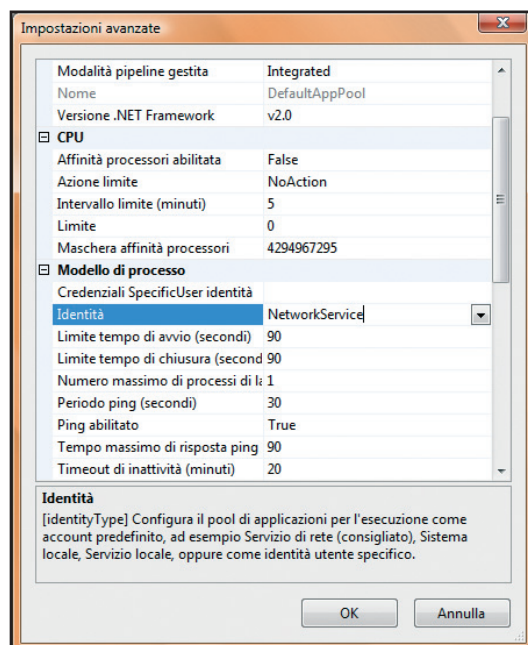 Impostazioni avanzate
Modalità pipeline gestita Integrated
Nome DefaultAppPool
Versione .NET Framework v2.0
CPU
Affinità processori abilitata False
Azione limite NoAction
Intervallo limite (minuti) 5
Limite 0
Maschera affinità processori 4294967295
Modello di processo
Credenziali SpecificUser identità
Identità NetworkService
Limite tempo di avvio (secondi) 90
Limite tempo di chiusura (second 90
Numero massimo di processi di la 1
Periodo ping (secondi) 30
Ping abilitato True
Tempo massimo di risposta ping 90
Timeout di inattività (minuti) 20
Identità
[identityType] Configura il pool di applicazioni per l'esecuzione come
account predefinito, ad esempio Servizio di rete (consigliato), Sistema
locale, Servizio locale, oppure come identità utente specifico.
OK Annulla